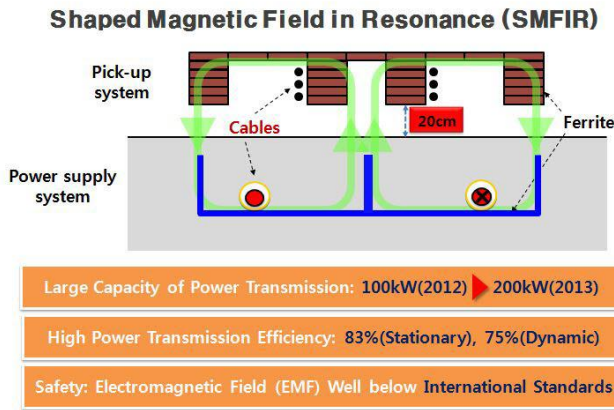 Shaped Magnetic Field in Resonance (SMFIR)
Pick-up
system
Cables
20cm
Ferrite
Power supply
system
Large Capacity of Power Transmission: 100kW(2012) 200kW(2013)
High Power Transmission Efficiency: 83%(Stationary), 75%(Dynamic)
Safety: Electromagnetic Field (EMF) Well below International Standards